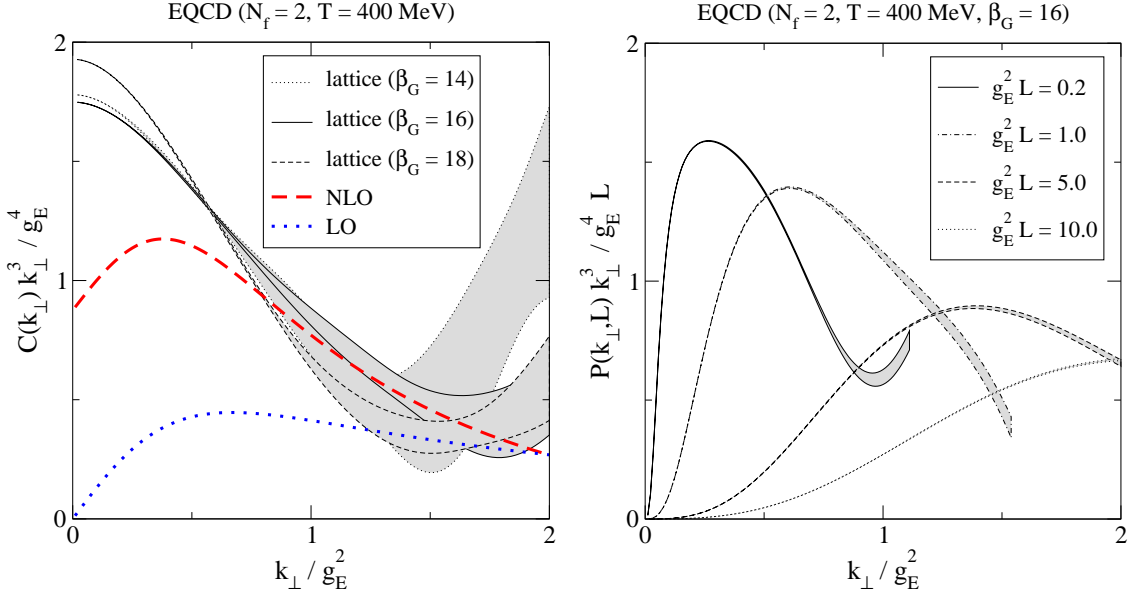 EQCD (N_f = 2, T = 400 MeV)
2
1
0
C(k_⊥) k_⊥^3 / g_E^4
lattice (β_G = 14)
lattice (β_G = 16)
lattice (β_G = 18)
NLO
LO
0
1
2
k_⊥ / g_E^2
EQCD (N_f = 2, T = 400 MeV, β_G = 16)
2
1
0
P(k_⊥,L) k_⊥^3 / g_E^4 L
g_E^2 L = 0.2
g_E^2 L = 1.0
g_E^2 L = 5.0
g_E^2 L = 10.0
0
1
2
k_⊥ / g_E^2